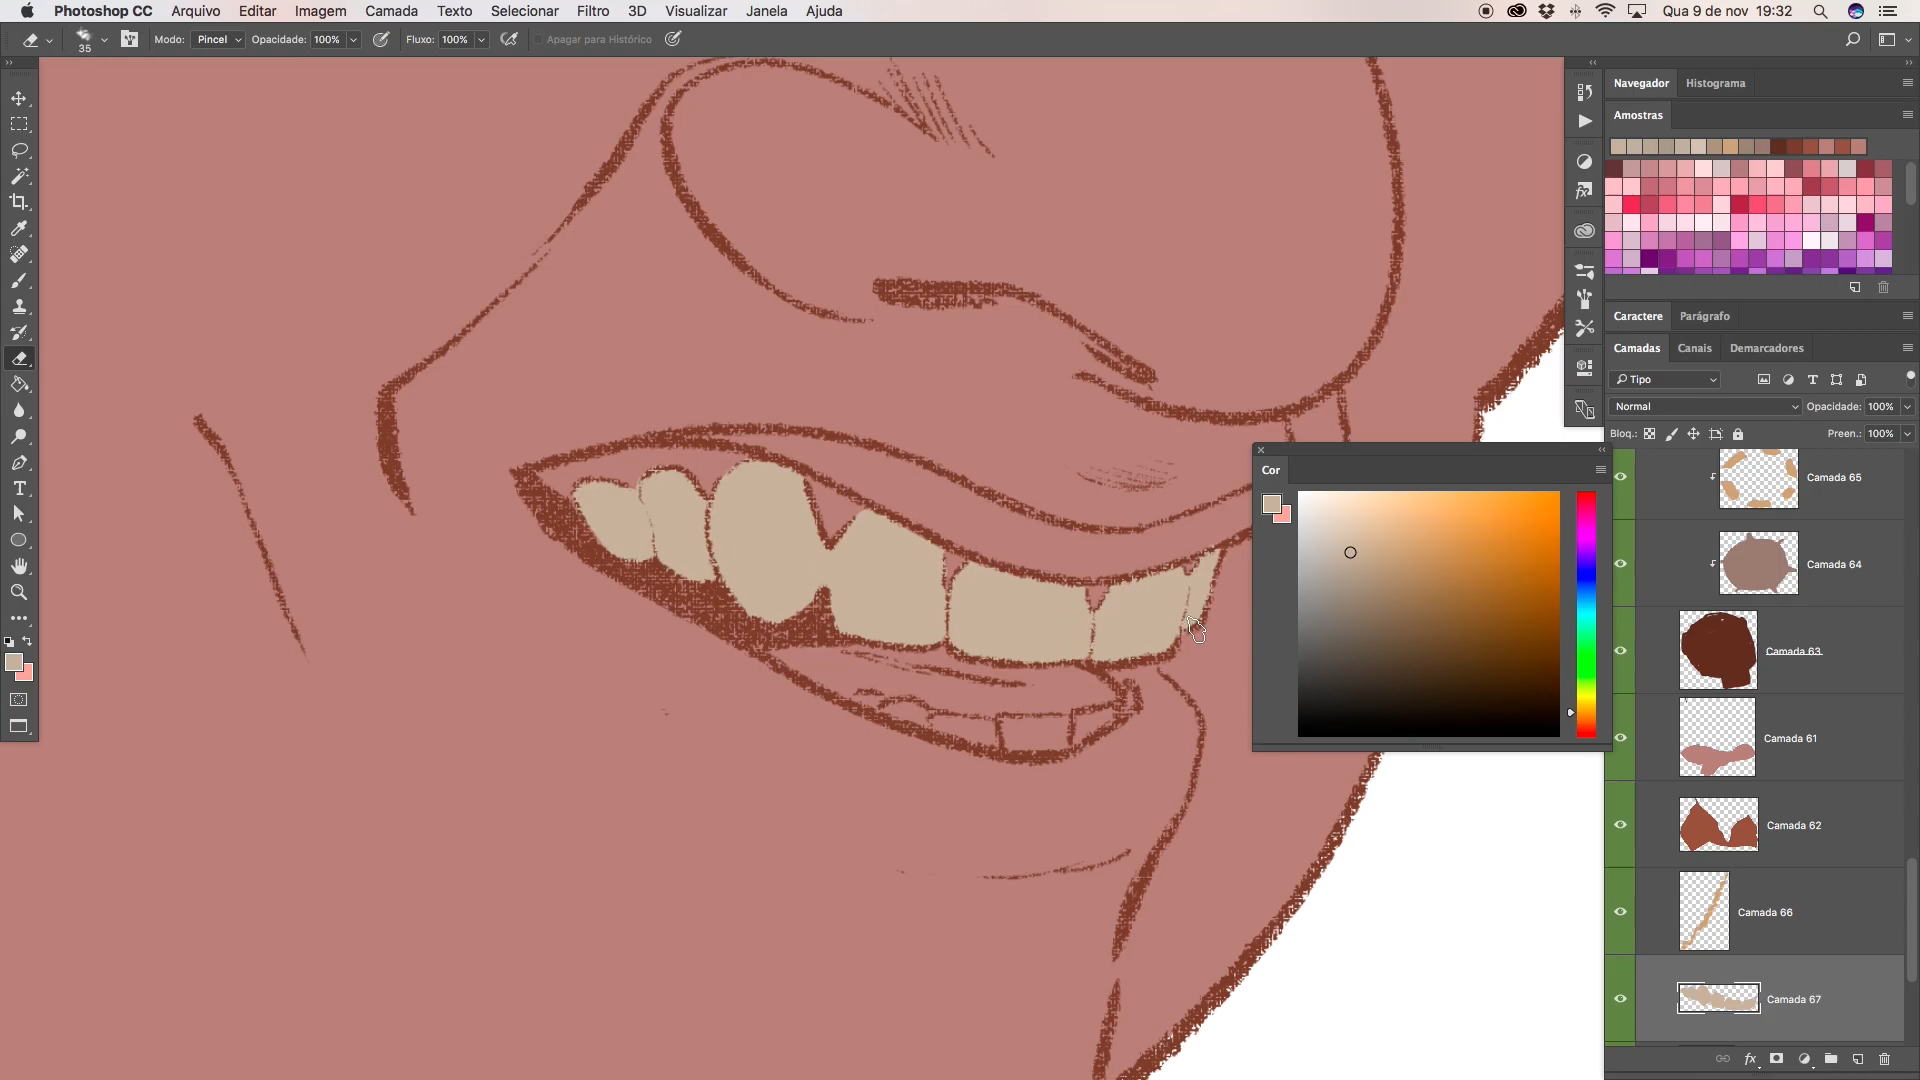 Photoshop CC Arquivo Editar Imagem Camada Texto Selecionar Filtro 3D Visualizar Janela Ajuda Qua 9 de nov 19:32
35 Modo: Pincel Opacidade: 100% Fluxo: 100% Apagar para Histórico
Navegador Histograma
Amostras
Caractere Parágrafo
Camadas Canais Demarcadores
Tipo
Normal Opacidade: 100%
Bloq.: Preen.: 100%
Cor
Camada 65
Camada 64
Camada 63
Camada 61
Camada 62
Camada 66
Camada 67
fx